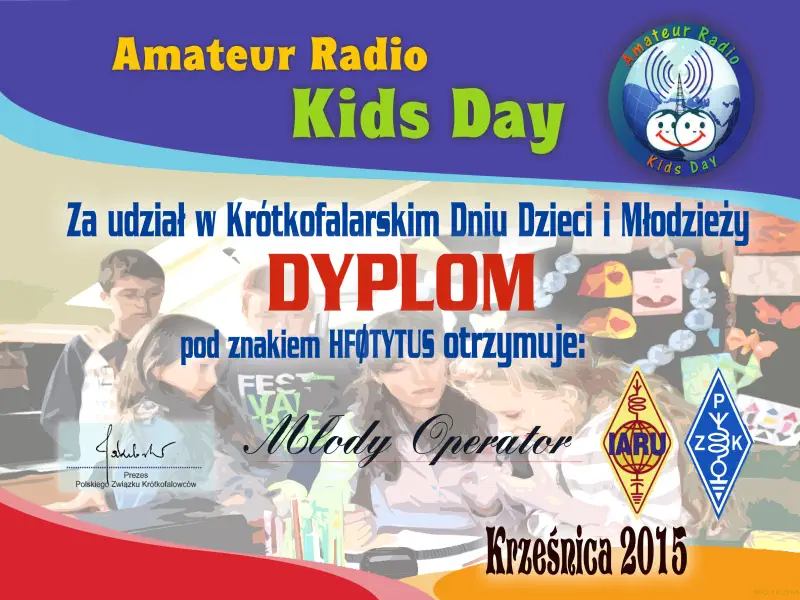 Amateur Radio
Kids Day
Amateur Radio
Kids Day
Za udział w Krótkofalarskim Dniu Dzieci i Młodzieży
DYPLOM
pod znakiem HFØTYTUS otrzymuje:
FEST
Młody Operator
IARU
P
Z K
Prezes
Polskiego Związku Krótkofalowców
Krześnica 2015